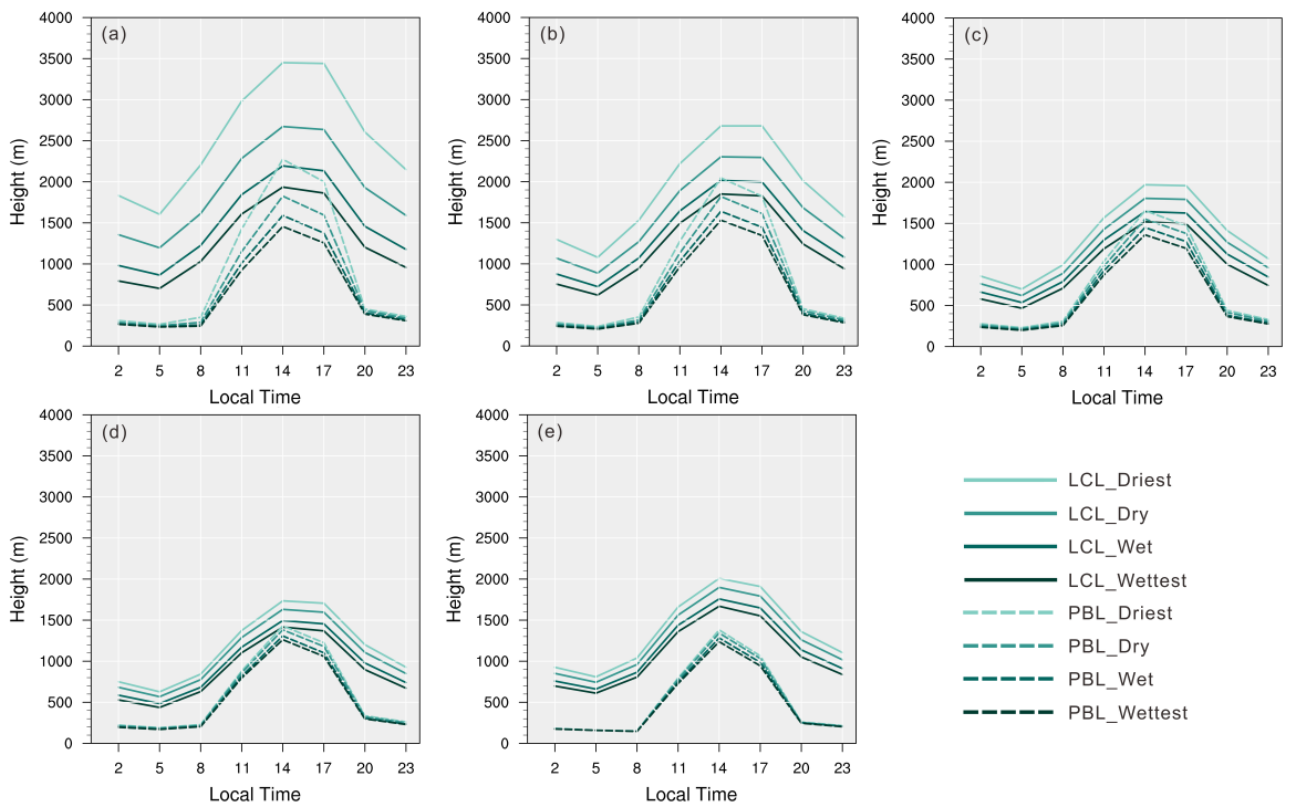 (a)
4000
3500
3000
2500
2000
1500
1000
500
0
Height (m)
2 5 8 11 14 17 20 23
Local Time
(b)
4000
3500
3000
2500
2000
1500
1000
500
0
Height (m)
2 5 8 11 14 17 20 23
Local Time
(c)
4000
3500
3000
2500
2000
1500
1000
500
0
Height (m)
2 5 8 11 14 17 20 23
Local Time
(d)
4000
3500
3000
2500
2000
1500
1000
500
0
Height (m)
2 5 8 11 14 17 20 23
Local Time
(e)
4000
3500
3000
2500
2000
1500
1000
500
0
Height (m)
2 5 8 11 14 17 20 23
Local Time
LCL_Driest
LCL_Dry
LCL_Wet
LCL_Wettest
PBL_Driest
PBL_Dry
PBL_Wet
PBL_Wettest